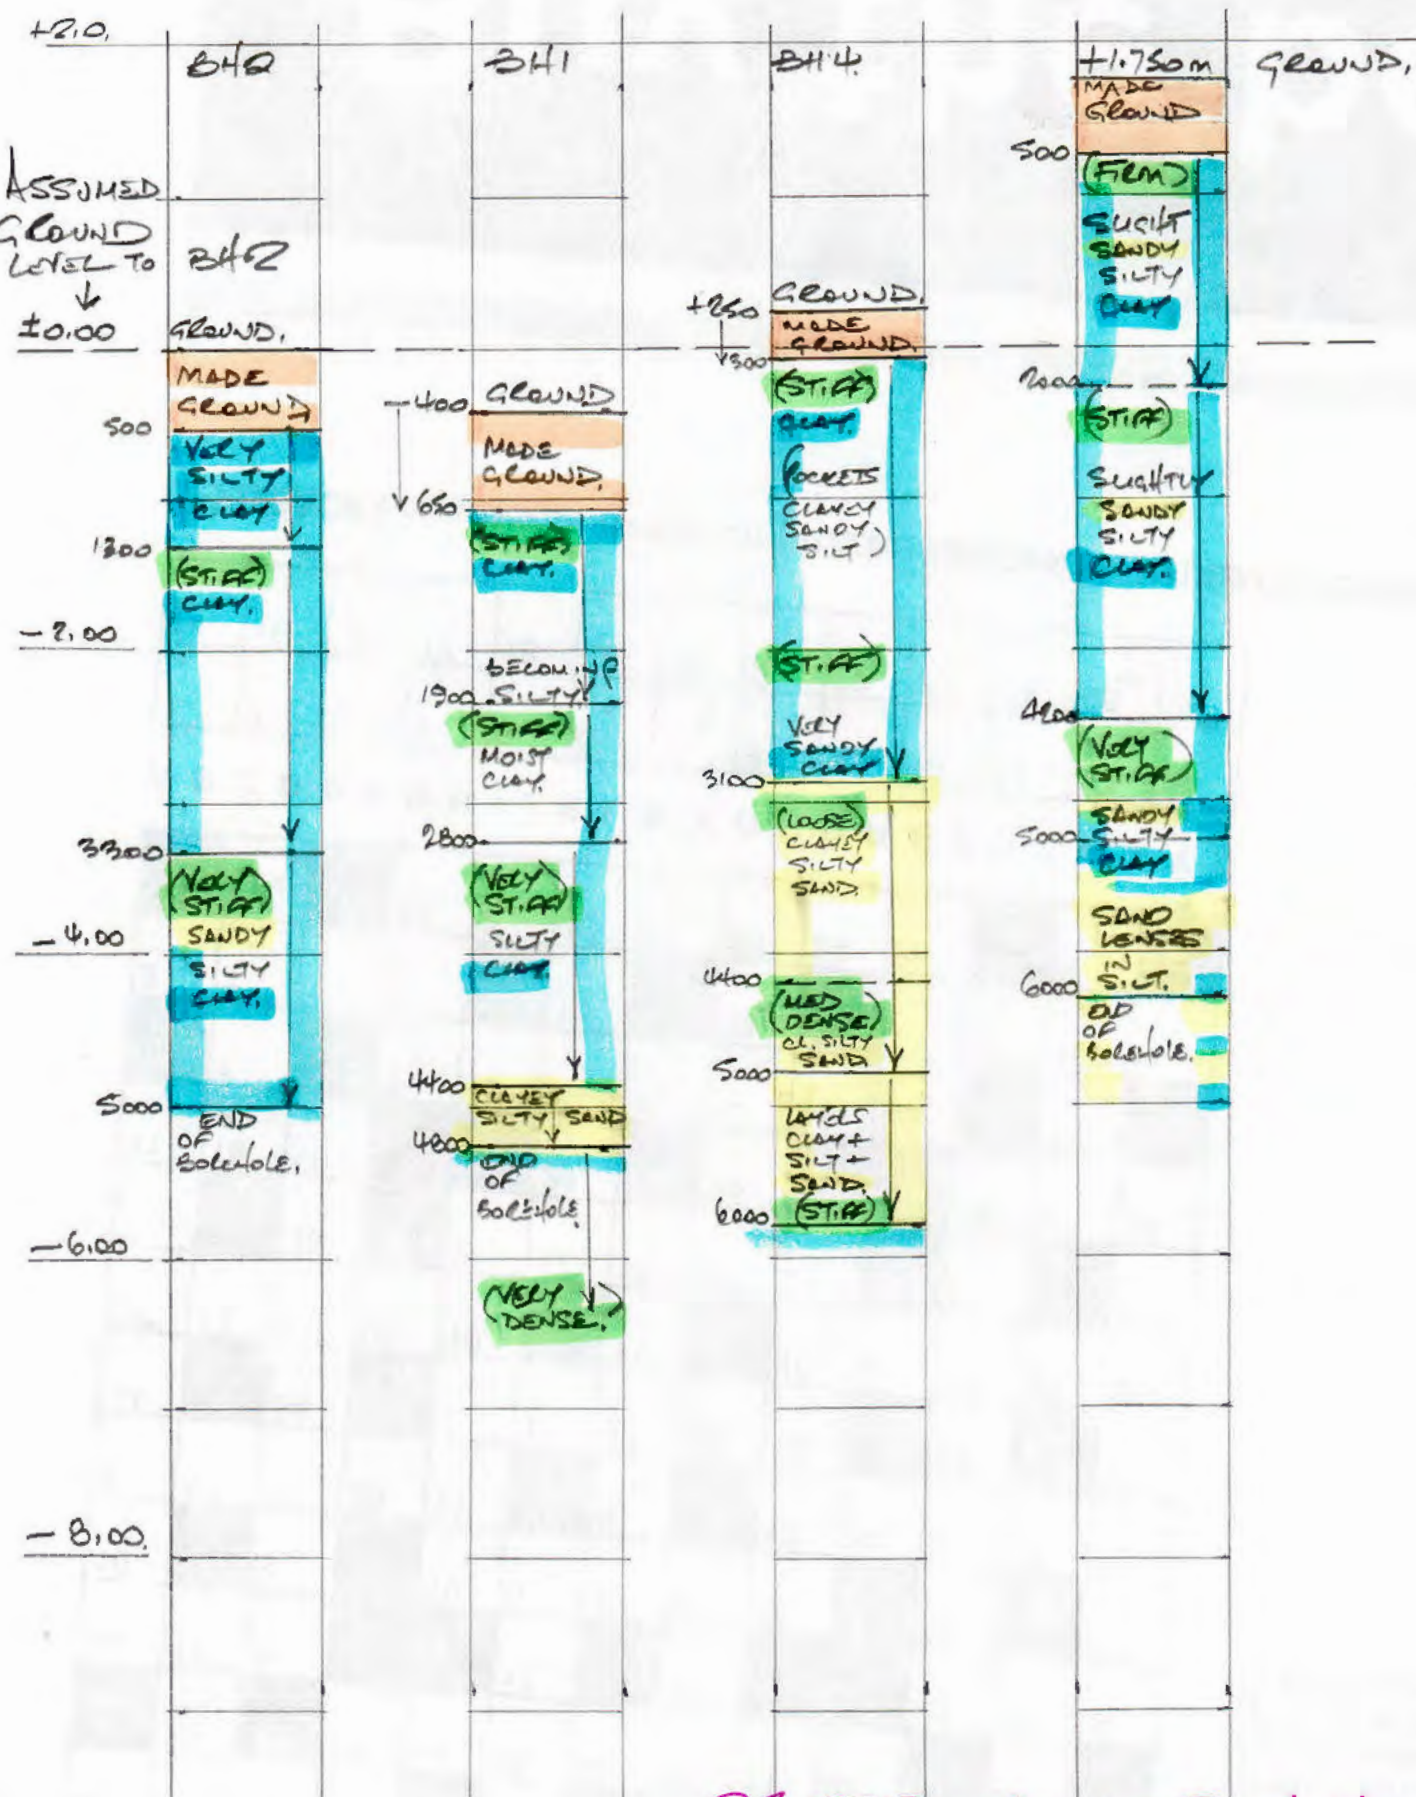 +2.0.
BH2
BH1
BH4.
+1.750m GROUND.
ASSUMED
GROUND
LEVEL TO
±0.00
BH2
GROUND.
MADE
GROUND
500
VERY
SILTY
CLAY
1300
(STIFF)
CLAY.
-2.00
3300
(VERY
STIFF)
SANDY
-4.00
SILTY
CLAY.
5000
END
OF
BOREHOLE.
-6.00
-8.00.
-400
GROUND
MADE
GROUND.
650
(STIFF)
CLAY.
BECOMING
SILTY.
1900
(STIFF)
MOIST
CLAY.
2800
(VERY
STIFF)
SILTY
CLAY.
4400
CLAYEY
SILTY SAND
4800
END
OF
BOREHOLE
(VERY
DENSE.)
+250
GROUND.
MADE
GROUND.
300
(STIFF)
CLAY.
(POCKETS
CLAYEY
SANDY
SILT)
(STIFF)
VERY
SANDY
CLAY
3100
(LOOSE)
CLAYEY
SILTY
SAND.
4400
(MED
DENSE)
CL. SILTY
SAND.
5000
LAYERS
CLAY +
SILT +
SAND.
(STIFF)
6000
MADE
GROUND
500
(FIRM)
SLIGHT
SANDY
SILTY
CLAY
2000
(STIFF)
SLIGHTLY
SANDY
SILTY
CLAY.
4200
(VERY
STIFF)
SANDY
5000
SILTY
CLAY
SAND
LENSES
IN
SILT.
6000
END
OF
BOREHOLE.